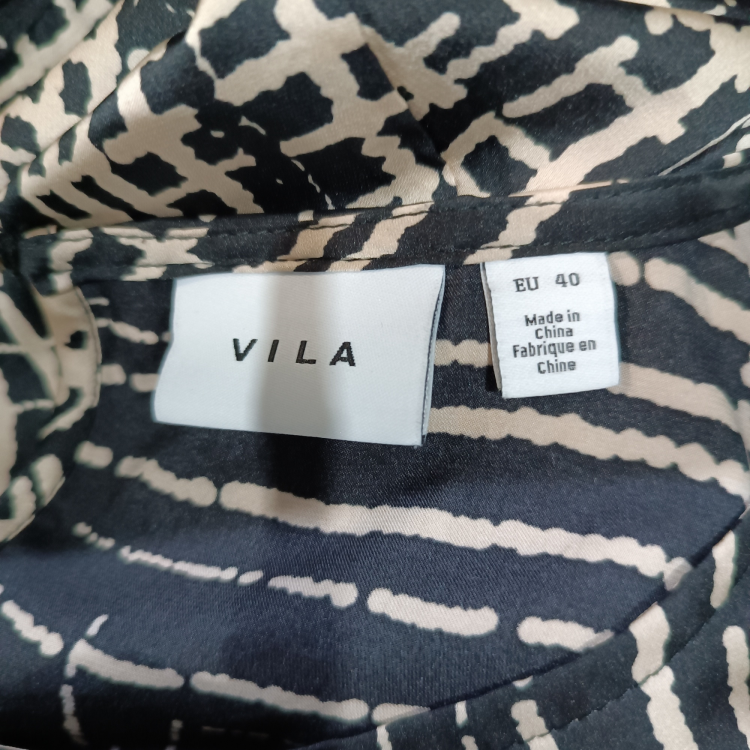 VILA
EU 40
Made in
China
Fabrique en
Chine